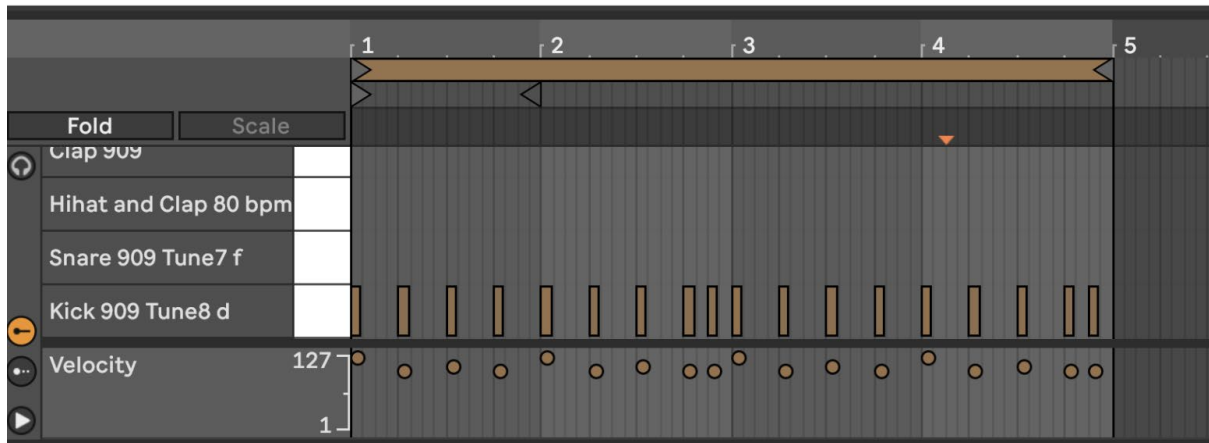 1 2 3 4 5
Fold Scale
Clap 909
Hihat and Clap 80 bpm
Snare 909 Tune7 f
Kick 909 Tune8 d
Velocity 127
1